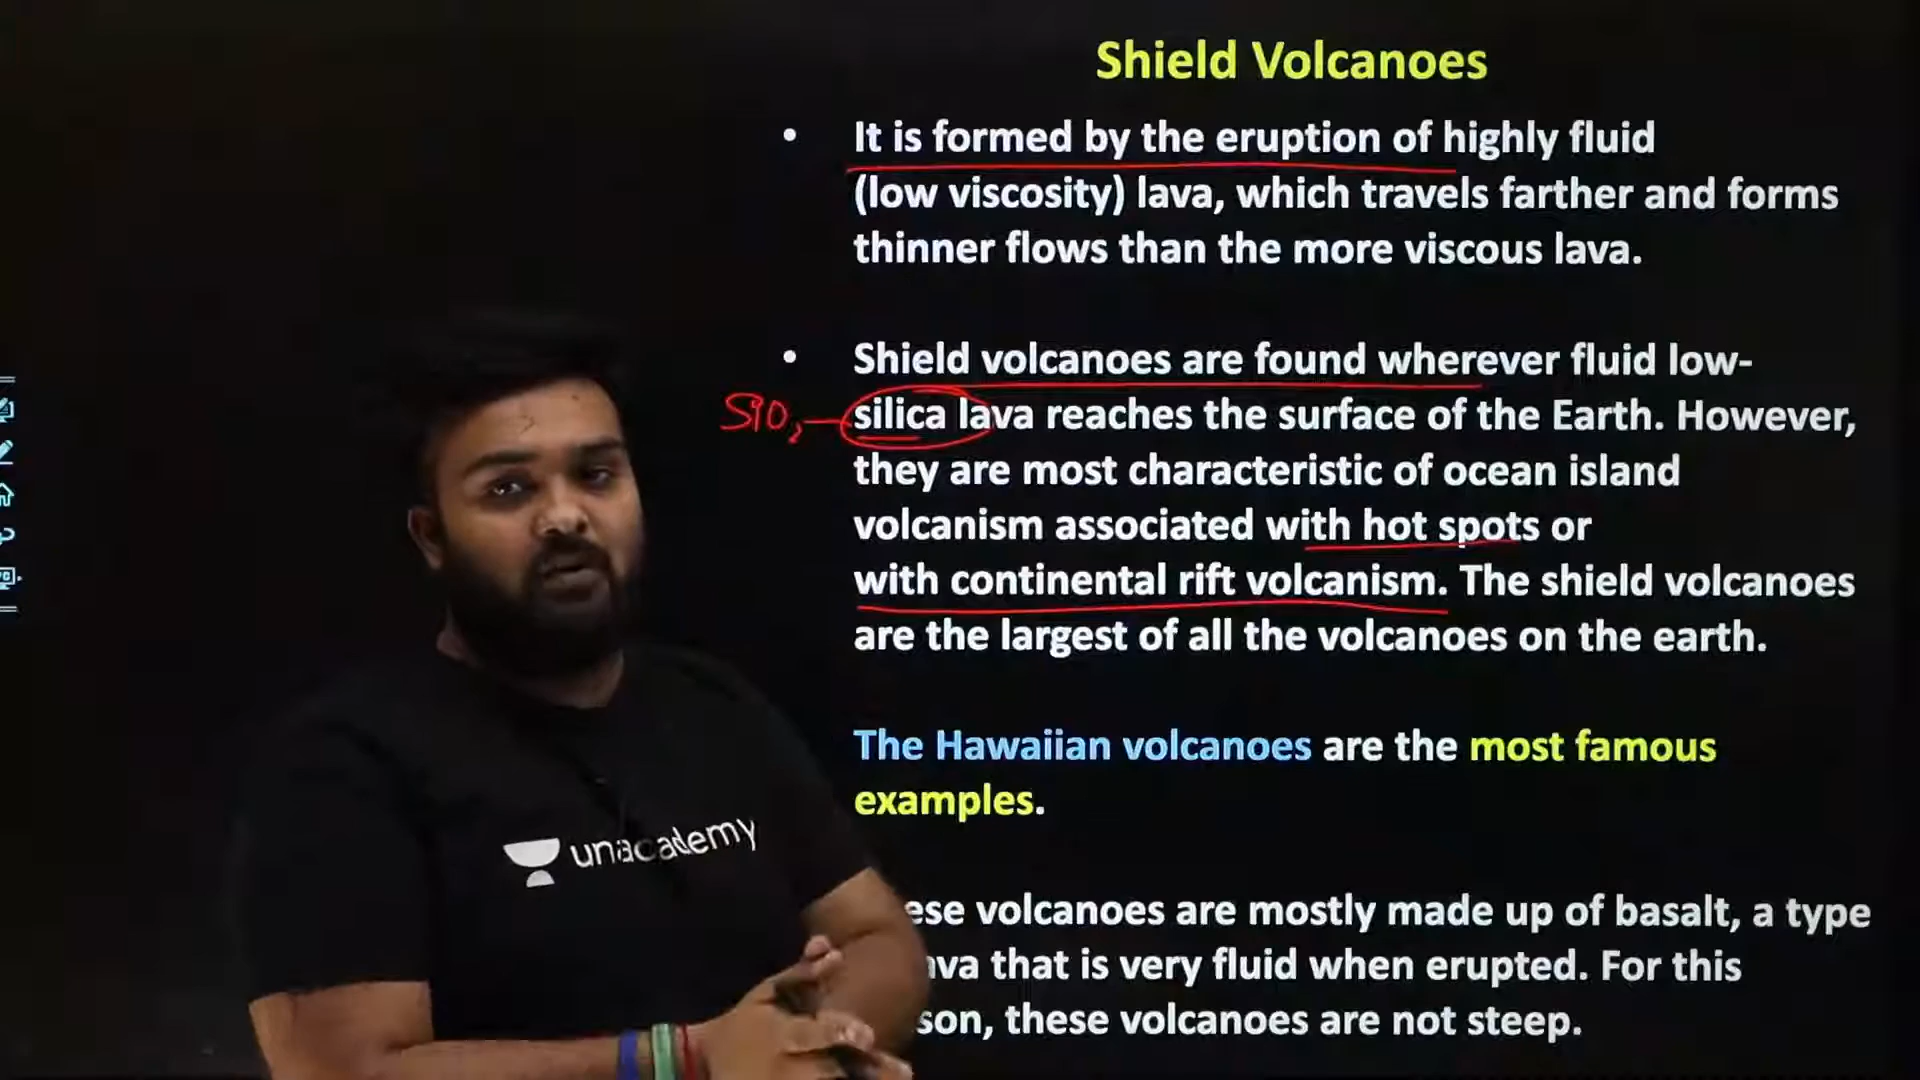 Shield Volcanoes
• It is formed by the eruption of highly fluid
(low viscosity) lava, which travels farther and forms
thinner flows than the more viscous lava.
• Shield volcanoes are found wherever fluid low-
SiO₂
silica lava reaches the surface of the Earth. However,
they are most characteristic of ocean island
volcanism associated with hot spots or
with continental rift volcanism. The shield volcanoes
are the largest of all the volcanoes on the earth.
The Hawaiian volcanoes are the most famous
examples.
unacademy
volcanoes are mostly made up of basalt, a type
that is very fluid when erupted. For this
these volcanoes are not steep.